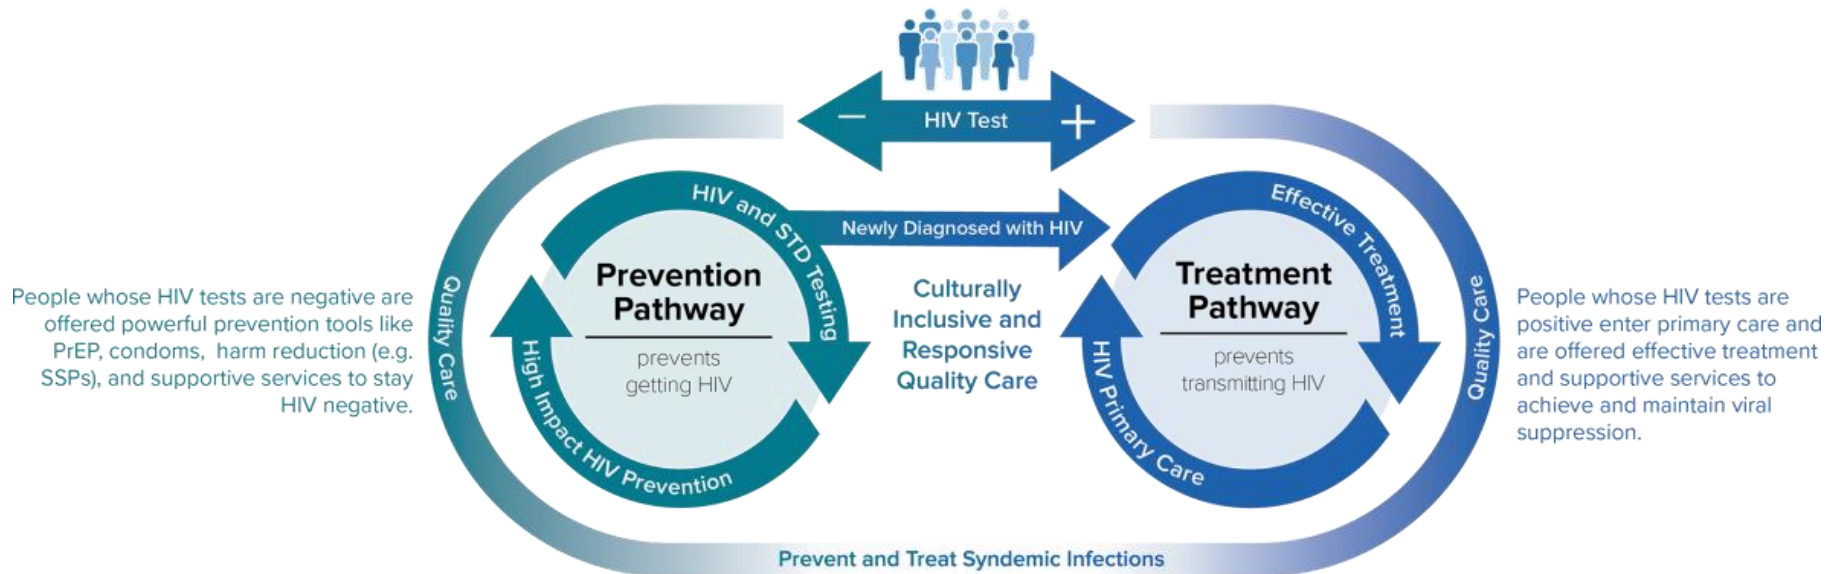 − HIV Test +
Newly Diagnosed with HIV
People whose HIV tests are negative are
offered powerful prevention tools like
PrEP, condoms, harm reduction (e.g.
SSPs), and supportive services to stay
HIV negative.
Quality Care
HIV and STD Testing
Prevention
Pathway
prevents
getting HIV
High Impact HIV Prevention
Culturally
Inclusive and
Responsive
Quality Care
Effective Treatment
Treatment
Pathway
prevents
transmitting HIV
HIV Primary Care
Quality Care
People whose HIV tests are
positive enter primary care and
are offered effective treatment
and supportive services to
achieve and maintain viral
suppression.
Prevent and Treat Syndemic Infections